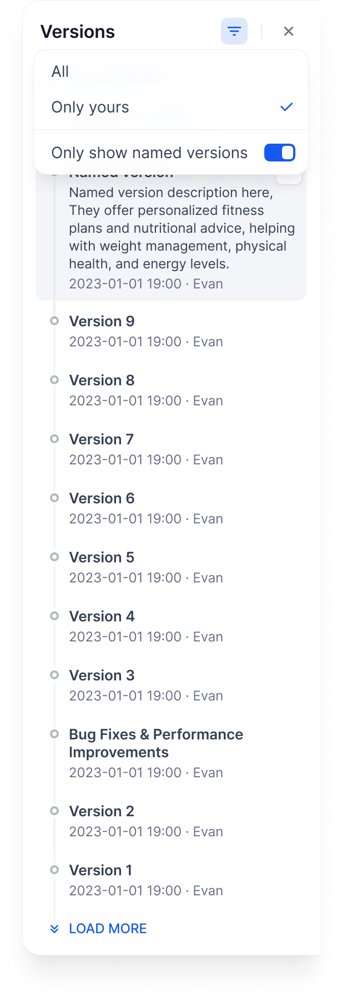 Versions
All
Only yours
Only show named versions
Named version
Named version description here,
They offer personalized fitness
plans and nutritional advice, helping
with weight management, physical
health, and energy levels.
2023-01-01 19:00 · Evan
Version 9
2023-01-01 19:00 · Evan
Version 8
2023-01-01 19:00 · Evan
Version 7
2023-01-01 19:00 · Evan
Version 6
2023-01-01 19:00 · Evan
Version 5
2023-01-01 19:00 · Evan
Version 4
2023-01-01 19:00 · Evan
Version 3
2023-01-01 19:00 · Evan
Bug Fixes & Performance
Improvements
2023-01-01 19:00 · Evan
Version 2
2023-01-01 19:00 · Evan
Version 1
2023-01-01 19:00 · Evan
LOAD MORE